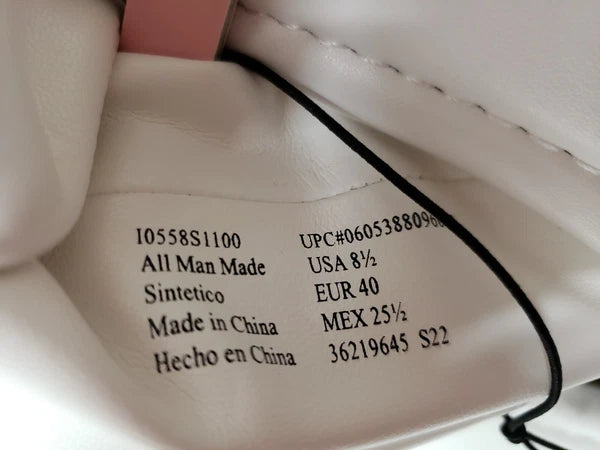 I0558S1100
All Man Made
Sintetico
Made in China
Hecho en China
USA 8½
EUR 40
MEX 25½
36219645 S22